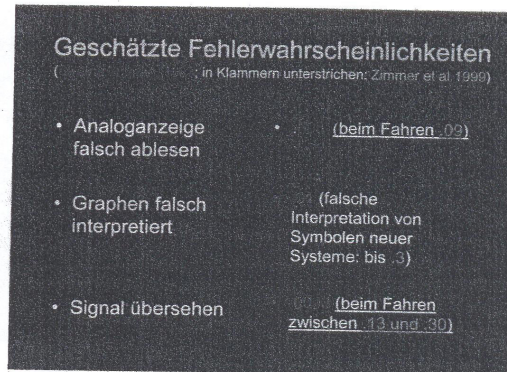 Geschätzte Fehlerwahrscheinlichkeiten
( ; in Klammern unterstrichen: Zimmer et al 1999)
• Analoganzeige
falsch ablesen
• (beim Fahren .09)
• Graphen falsch
interpretiert
(falsche
Interpretation von
Symbolen neuer
Systeme: bis .3)
• Signal übersehen
(beim Fahren
zwischen .13 und .30)